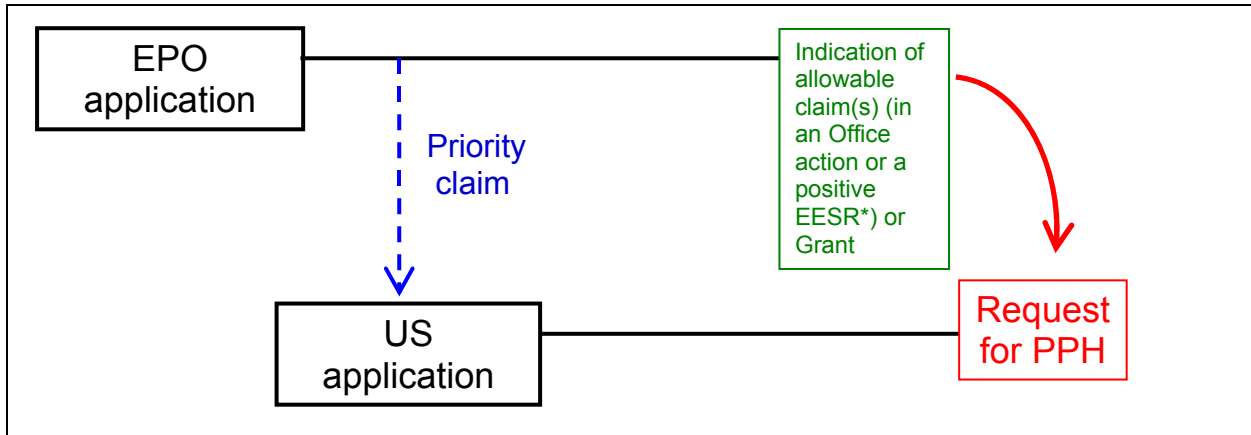 EPO
application
Indication of
allowable
claim(s) (in
an Office
action or a
positive
EESR*) or
Grant
Priority
claim
US
application
Request
for PPH